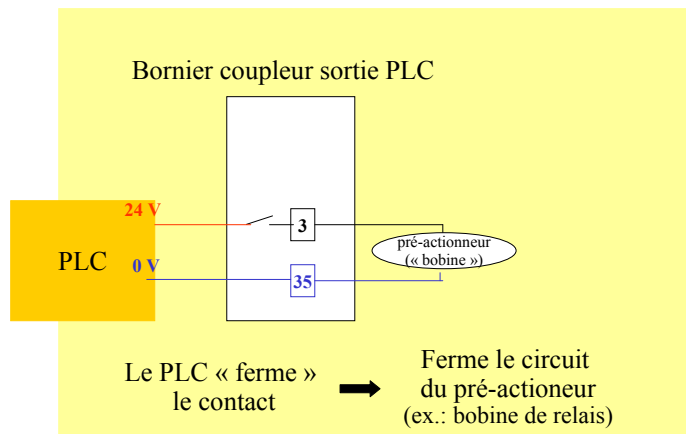 Bornier coupleur sortie PLC
24 V
3
pré-actionneur
(« bobine »)
PLC
0 V
35
Le PLC « ferme »
le contact
Ferme le circuit
du pré-actioneur
(ex.: bobine de relais)